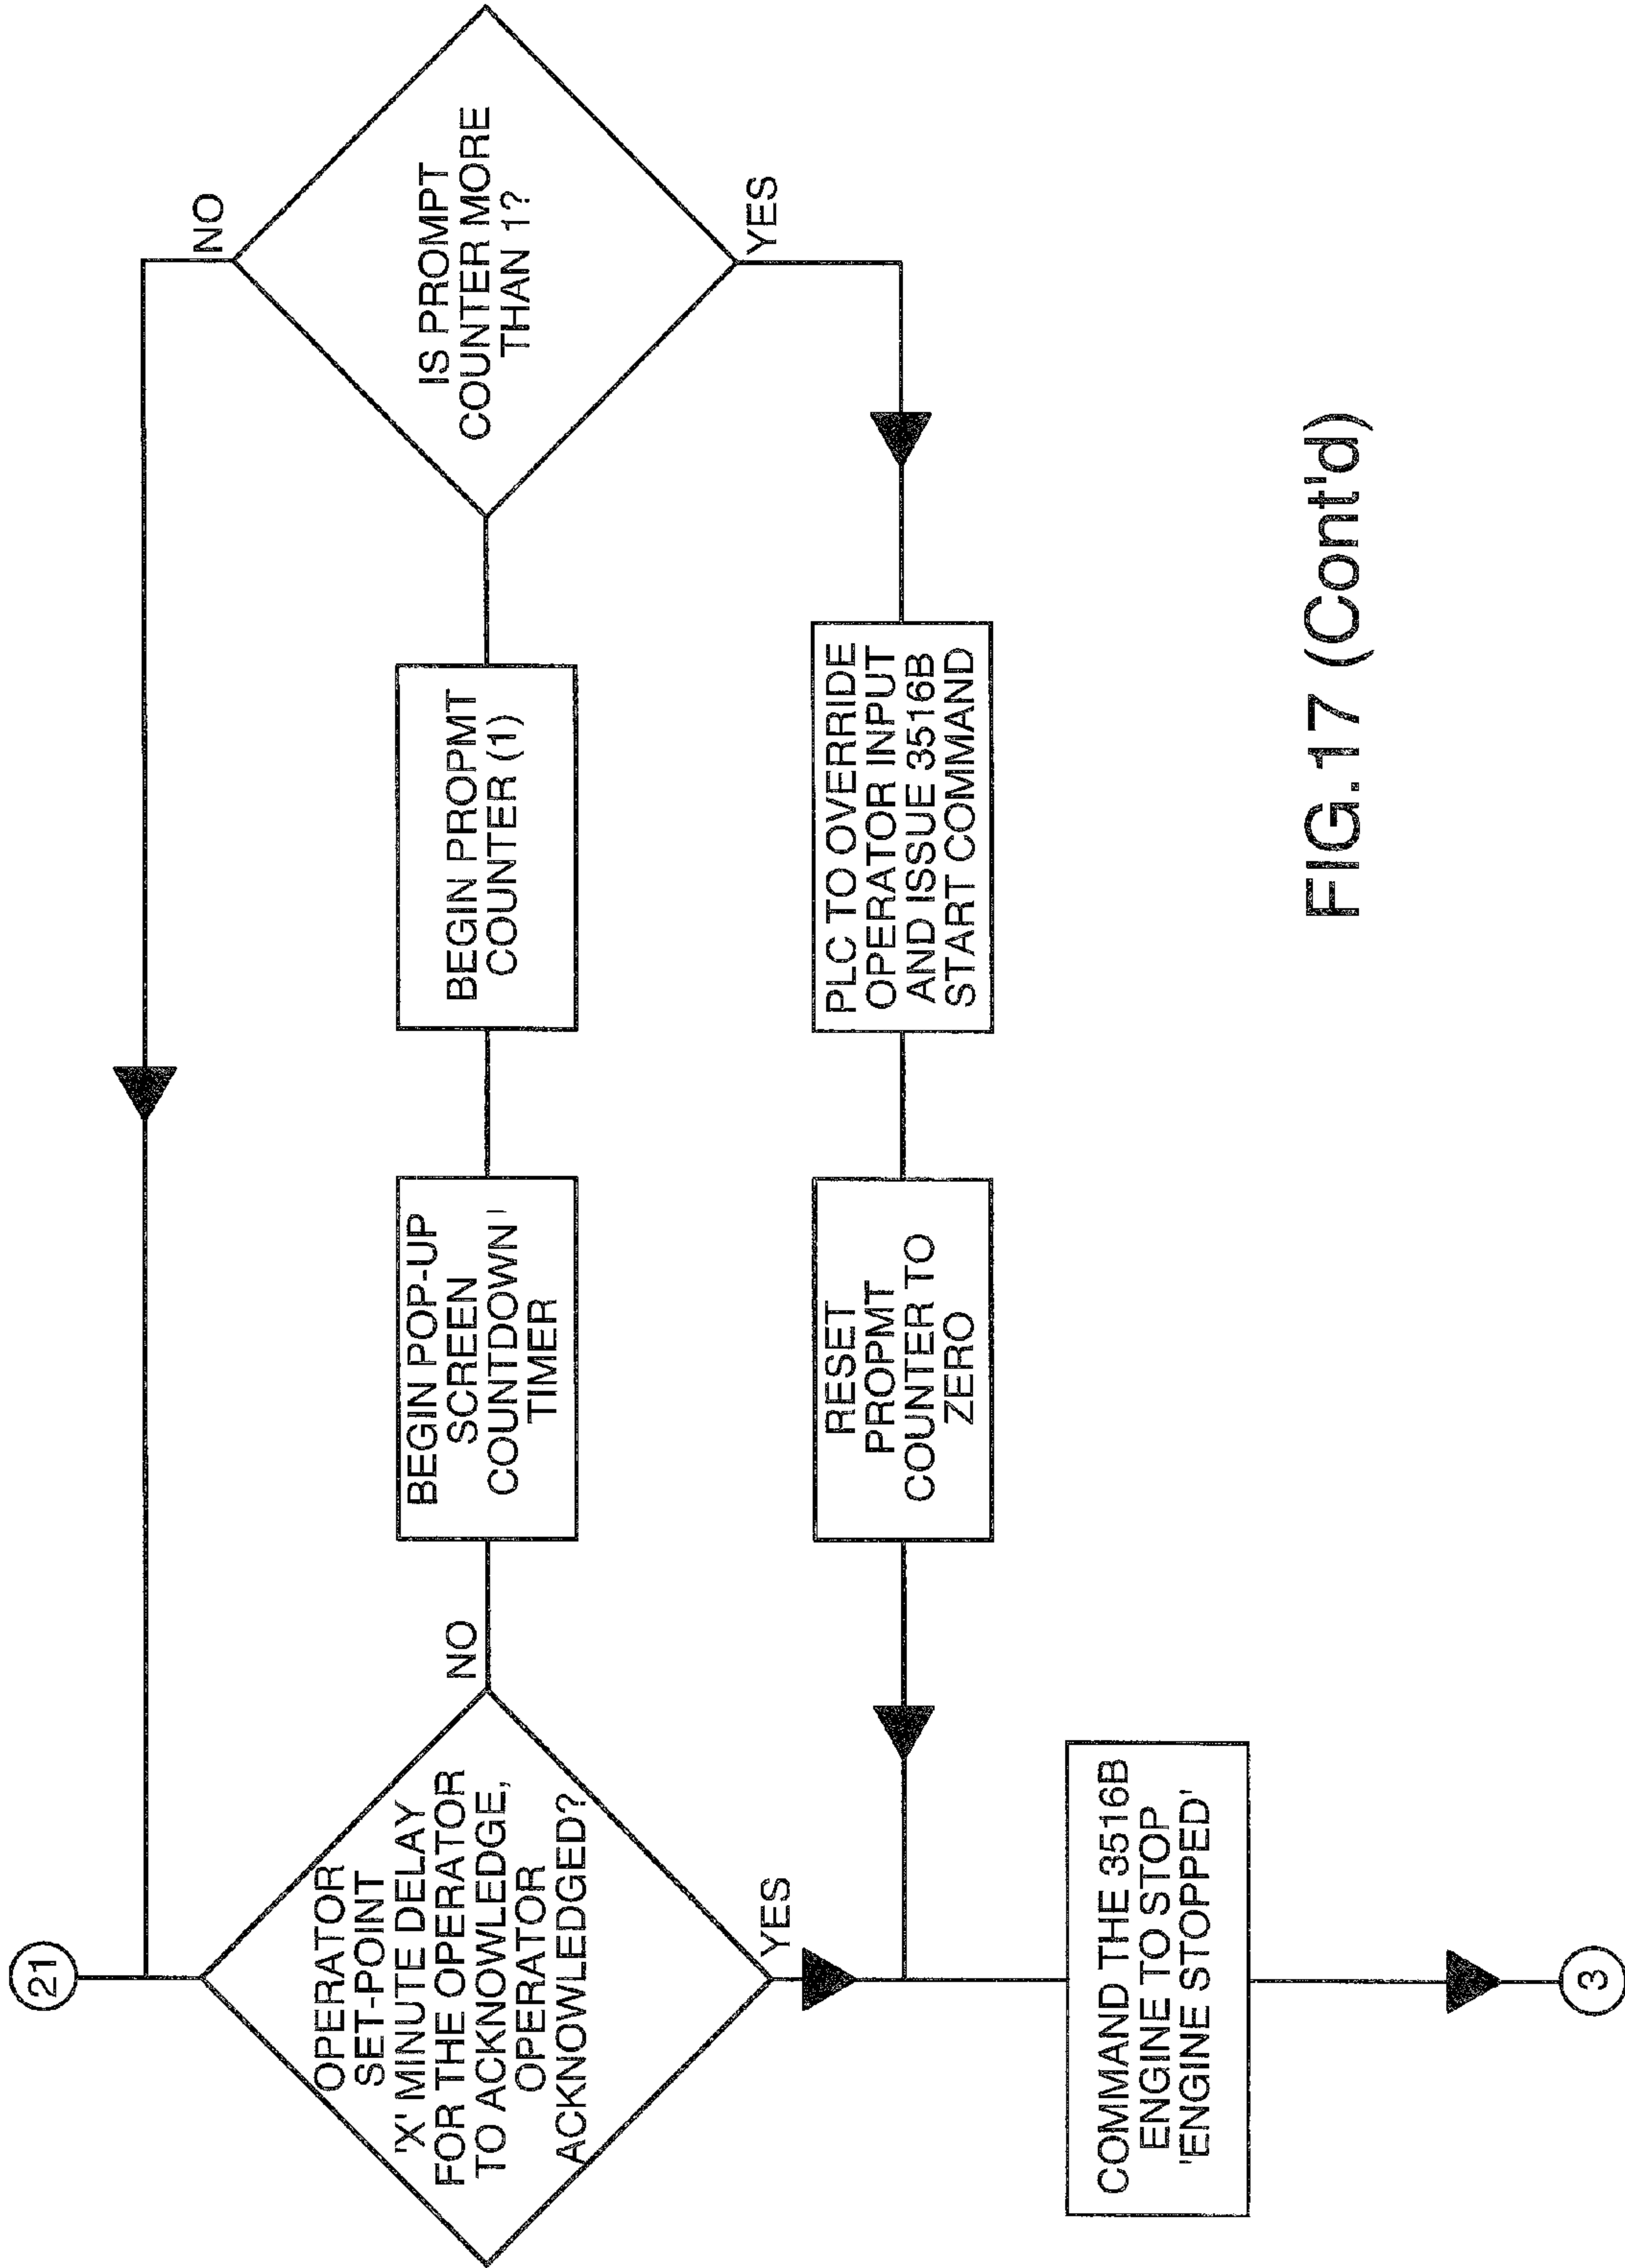 21
OPERATOR
SET-POINT
'X' MINUTE DELAY
FOR THE OPERATOR
TO ACKNOWLEDGE,
OPERATOR
ACKNOWLEDGED?
NO
YES
BEGIN POP-UP
SCREEN
COUNTDOWN
TIMER
BEGIN PROPMT
COUNTER (1)
IS PROMPT
COUNTER MORE
THAN 1?
NO
YES
PLC TO OVERRIDE
OPERATOR INPUT
AND ISSUE 3516B
START COMMAND
RESET
PROPMT
COUNTER TO
ZERO
COMMAND THE 3516B
ENGINE TO STOP
'ENGINE STOPPED'
3
FIG.17 (Cont'd)